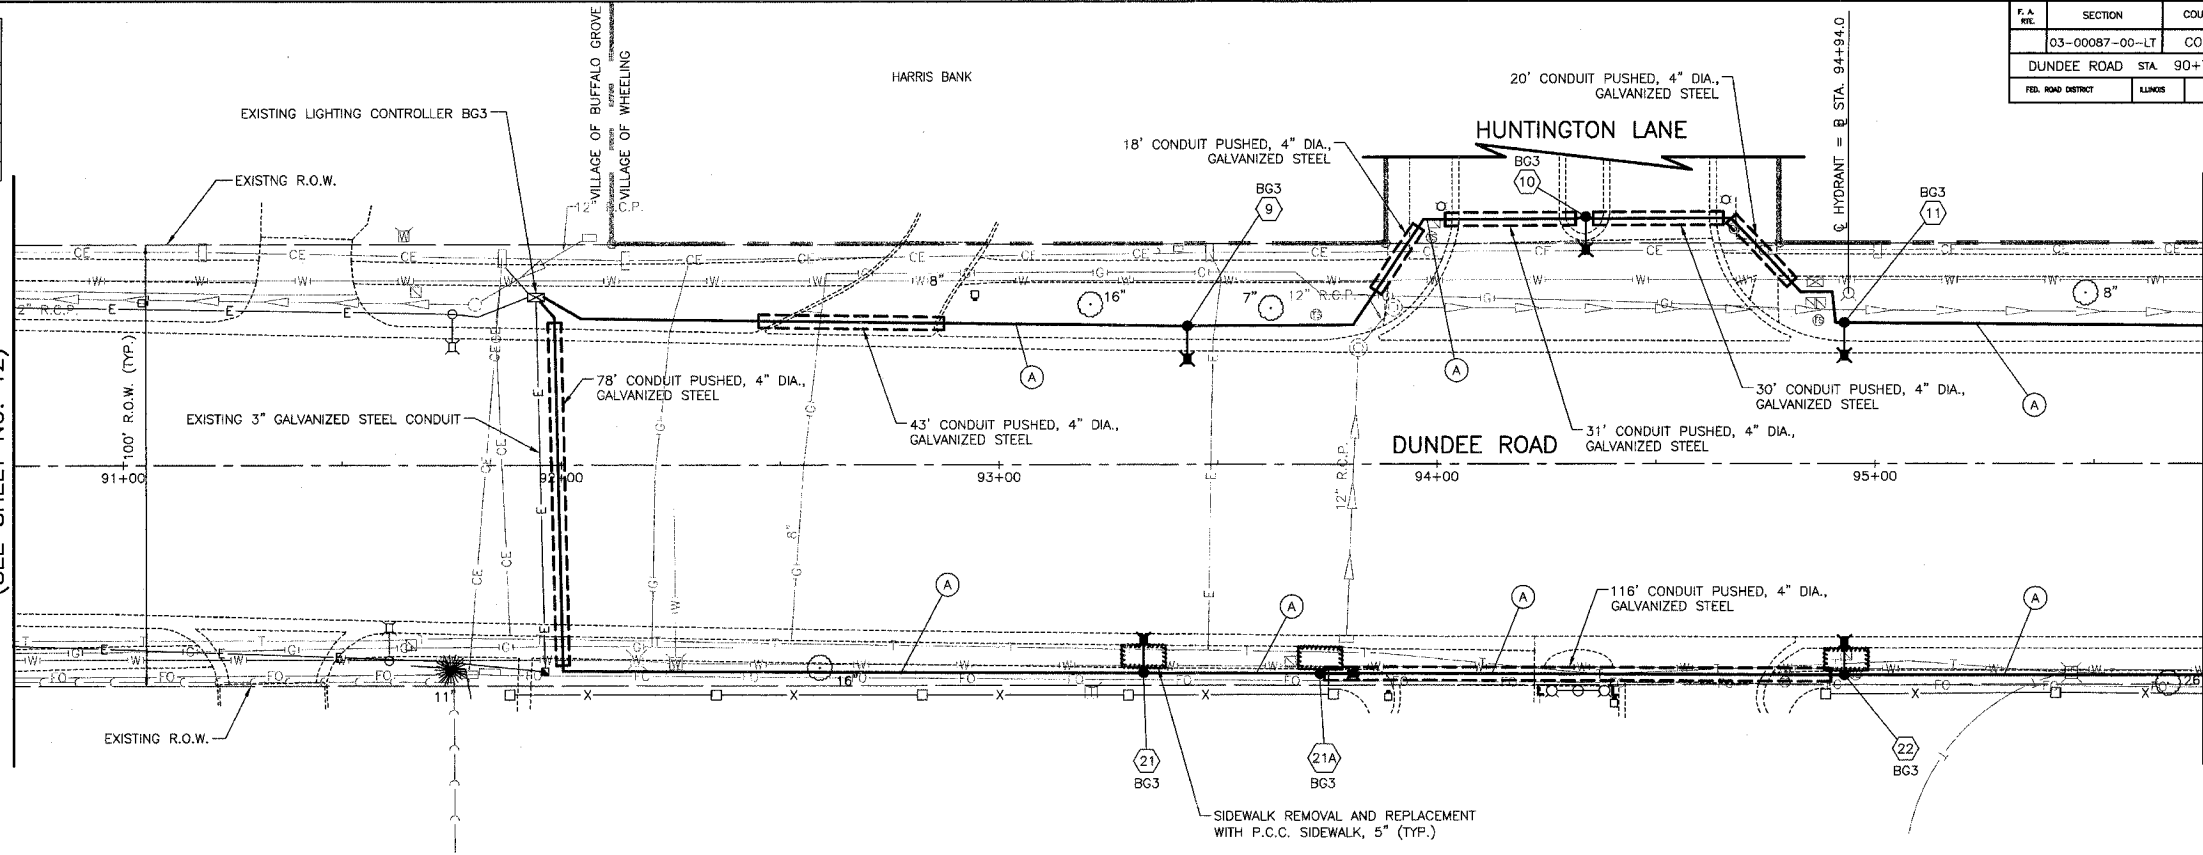 F. A. RTE.
SECTION
COU
03-00087-00-LT
CO
DUNDEE ROAD STA. 90+
FED. ROAD DISTRICT
ILLINOIS
VILLAGE OF BUFFALO GROVE
VILLAGE OF WHEELING
HARRIS BANK
EXISTING LIGHTING CONTROLLER BG3
EXISTNG R.O.W.
12" R.C.P.
18' CONDUIT PUSHED, 4" DIA.,
GALVANIZED STEEL
20' CONDUIT PUSHED, 4" DIA.,
GALVANIZED STEEL
HUNTINGTON LANE
℄ HYDRANT = ⅊ STA. 94+94.0
BG3
9
BG3
10
BG3
11
CE
W
G
E
8"
16"
7"
12" R.C.P.
8"
2" R.C.P.
A
A
A
100' R.O.W. (TYP.)
78' CONDUIT PUSHED, 4" DIA.,
GALVANIZED STEEL
EXISTING 3" GALVANIZED STEEL CONDUIT
43' CONDUIT PUSHED, 4" DIA.,
GALVANIZED STEEL
30' CONDUIT PUSHED, 4" DIA.,
GALVANIZED STEEL
31' CONDUIT PUSHED, 4" DIA.,
GALVANIZED STEEL
DUNDEE ROAD
91+00
92+00
93+00
94+00
95+00
8"
12" R.C.P.
(SEE SHEET NO. 12)
A
A
A
A
116' CONDUIT PUSHED, 4" DIA.,
GALVANIZED STEEL
T
FO
X
11"
16"
26"
EXISTING R.O.W.
21
BG3
21A
BG3
22
BG3
SIDEWALK REMOVAL AND REPLACEMENT
WITH P.C.C. SIDEWALK, 5" (TYP.)